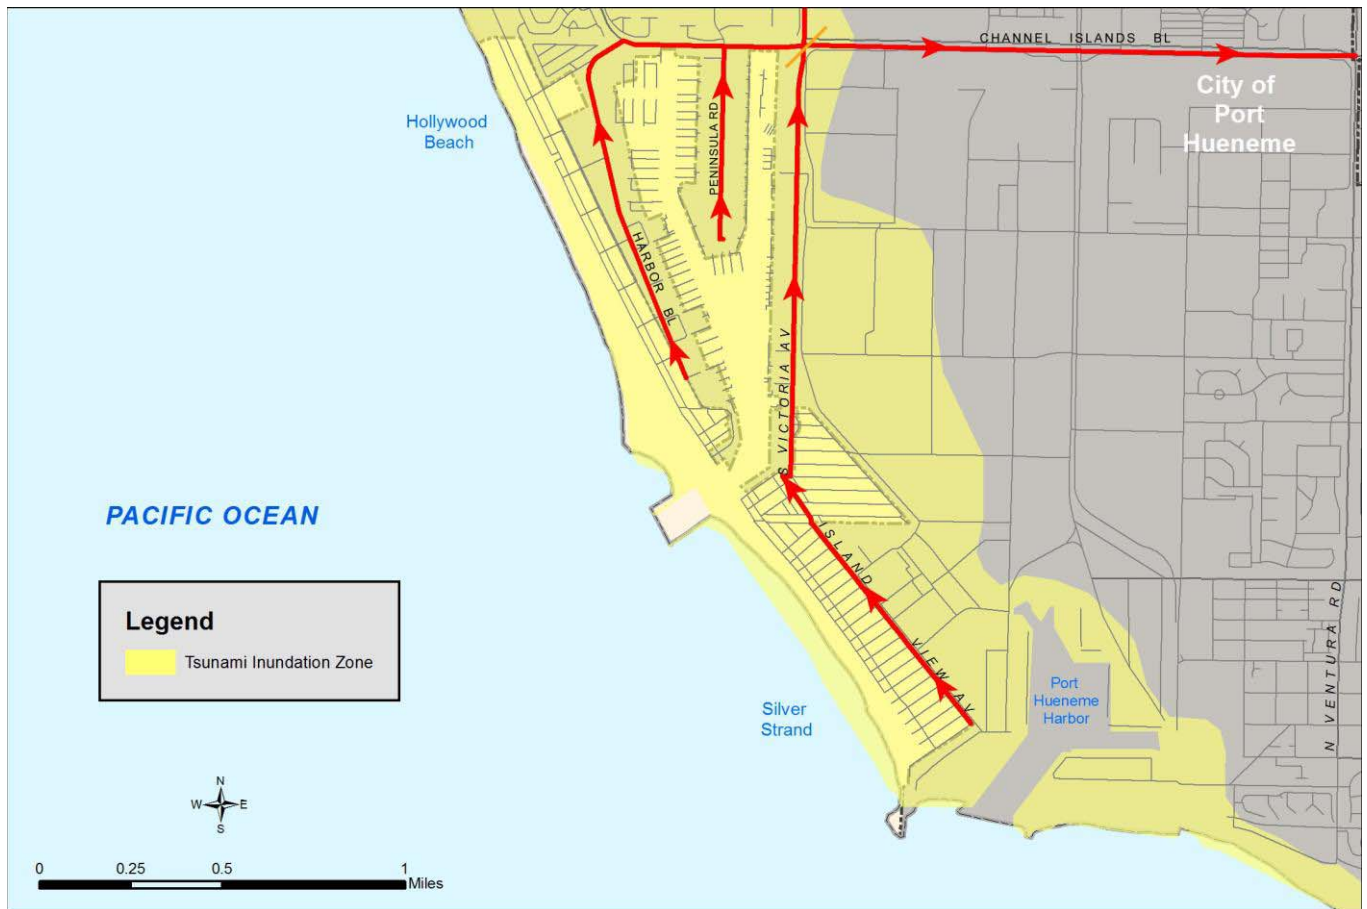 CHANNEL ISLANDS BL
City of
Port
Hueneme
Hollywood
Beach
PENINSULA RD
HARBOR BL
S VICTORIA AV
PACIFIC OCEAN
ISLAND VIEW AV
Legend
Tsunami Inundation Zone
N VENTURA RD
Port
Hueneme
Harbor
Silver
Strand
N
W E
S
0 0.25 0.5 1
Miles